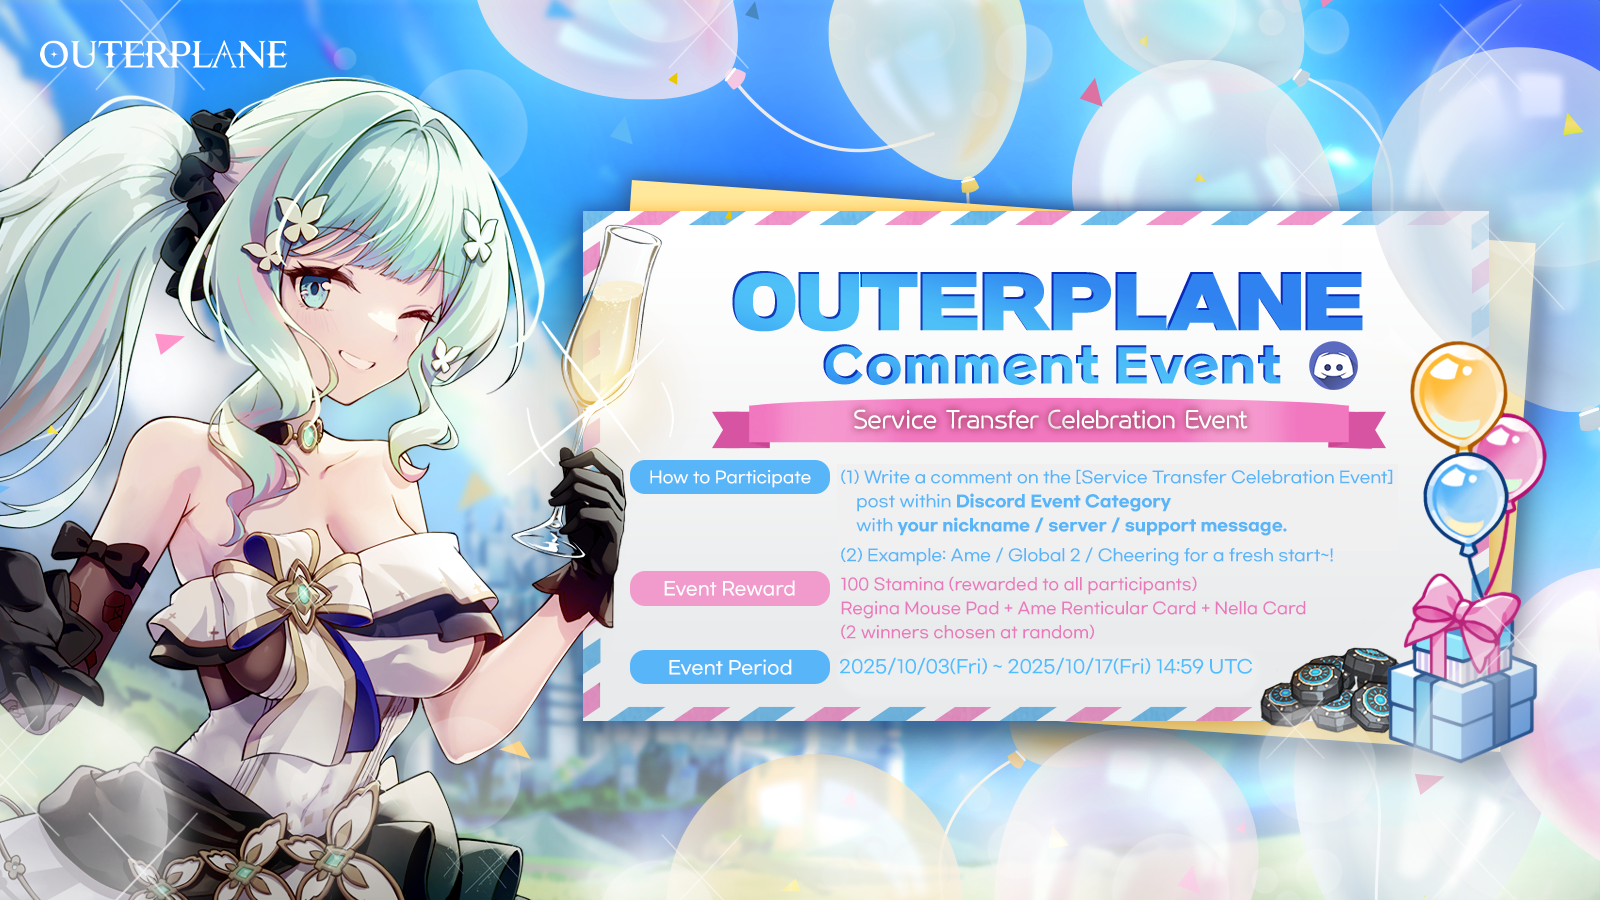 OUTERPLANE
OUTERPLANE
Comment Event
Service Transfer Celebration Event
How to Participate
(1) Write a comment on the [Service Transfer Celebration Event]
post within Discord Event Category
with your nickname / server / support message.
(2) Example: Ame / Global 2 / Cheering for a fresh start~!
Event Reward
100 Stamina (rewarded to all participants)
Regina Mouse Pad + Ame Renticular Card + Nella Card
(2 winners chosen at random)
Event Period
2025/10/03(Fri) ~ 2025/10/17(Fri) 14:59 UTC